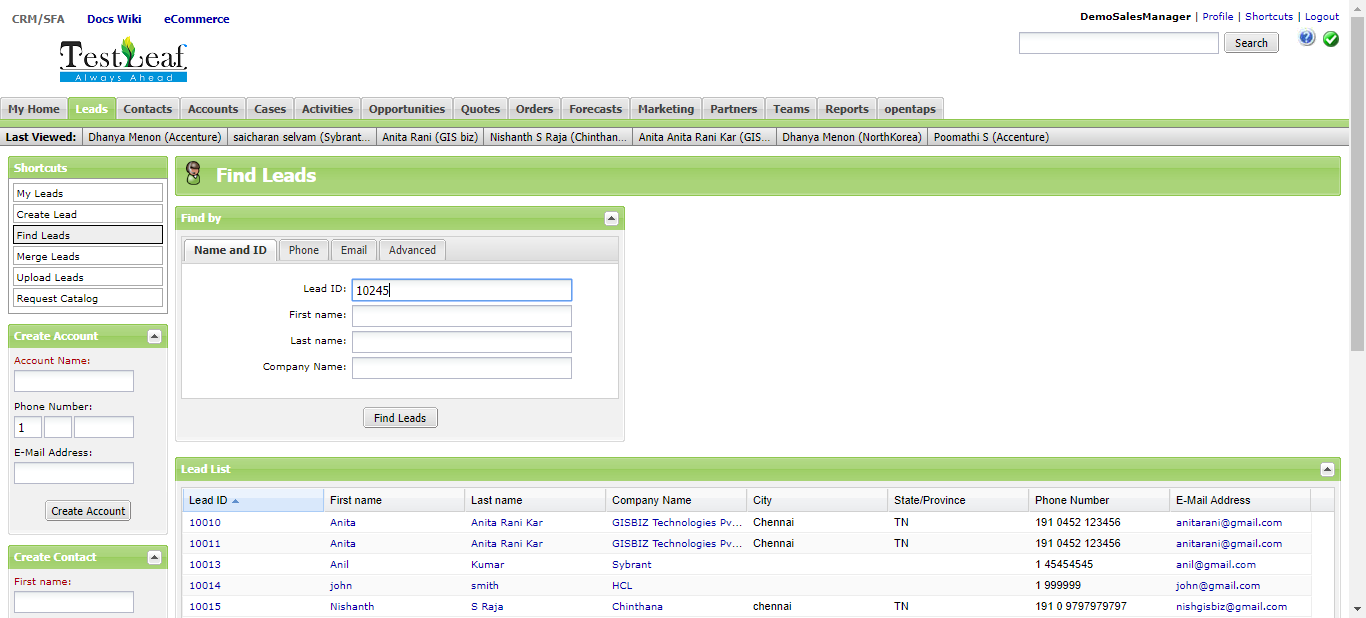 CRM/SFA Docs Wiki eCommerce
DemoSalesManager | Profile | Shortcuts | Logout
TestLeaf
Always Ahead
Search
My Home Leads Contacts Accounts Cases Activities Opportunities Quotes Orders Forecasts Marketing Partners Teams Reports opentaps
Last Viewed: Dhanya Menon (Accenture) saicharan selvam (Sybrant... Anita Rani (GIS biz) Nishanth S Raja (Chinthan... Anita Anita Rani Kar (GIS... Dhanya Menon (NorthKorea) Poomathi S (Accenture)
Shortcuts
My Leads
Create Lead
Find Leads
Merge Leads
Upload Leads
Request Catalog
Create Account
Account Name:
Phone Number:
1
E-Mail Address:
Create Account
Create Contact
First name:
Find Leads
Find by
Name and ID Phone Email Advanced
Lead ID: 10245
First name:
Last name:
Company Name:
Find Leads
Lead List
Lead ID First name Last name Company Name City State/Province Phone Number E-Mail Address
10010 Anita Anita Rani Kar GISBIZ Technologies Pv... Chennai TN 191 0452 123456 anitarani@gmail.com
10011 Anita Anita Rani Kar GISBIZ Technologies Pv... Chennai TN 191 0452 123456 anitarani@gmail.com
10013 Anil Kumar Sybrant 1 45454545 anil@gmail.com
10014 john smith HCL 1 999999 john@gmail.com
10015 Nishanth S Raja Chinthana chennai TN 191 0 9797979797 nishgisbiz@gmail.com